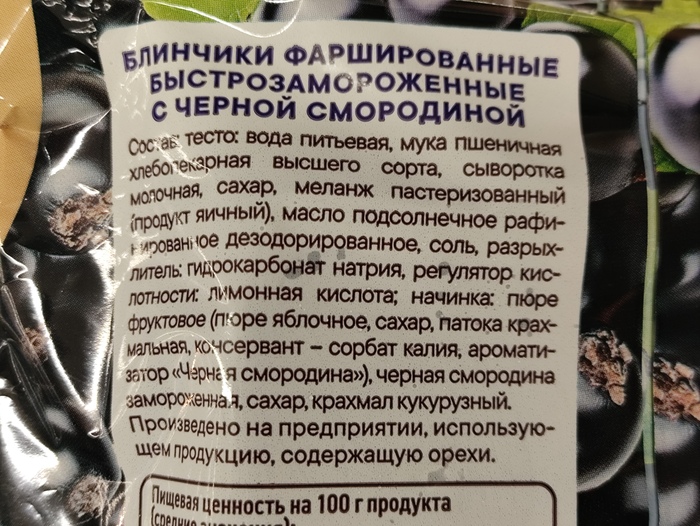 БЛИНЧИКИ ФАРШИРОВАННЫЕ
БЫСТРОЗАМОРОЖЕННЫЕ
С ЧЕРНОЙ СМОРОДИНОЙ
Состав: тесто: вода питьевая, мука пшеничная
хлебопекарная высшего сорта, сыворотка
молочная, сахар, меланж пастеризованный
(продукт яичный), масло подсолнечное рафи-
нированное дезодорированное, соль, разрых-
литель: гидрокарбонат натрия, регулятор кис-
лотности: лимонная кислота; начинка: пюре
фруктовое (пюре яблочное, сахар, патока крах-
мальная, консервант – сорбат калия, аромати-
затор «Черная смородина»), черная смородина
замороженная, сахар, крахмал кукурузный.
Произведено на предприятии, использую-
щем продукцию, содержащую орехи.
Пищевая ценность на 100 г продукта
(средние значения):